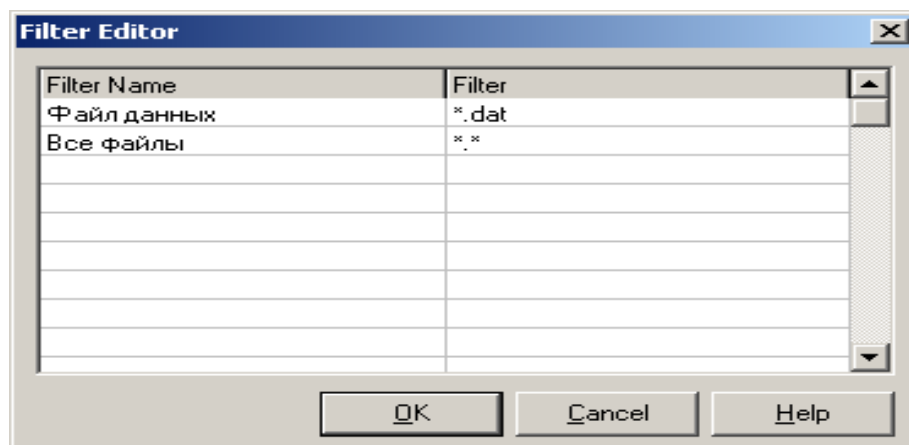 Filter Editor
Filter Name Filter
Файл данных *.dat
Все файлы *.*
OK Cancel Help